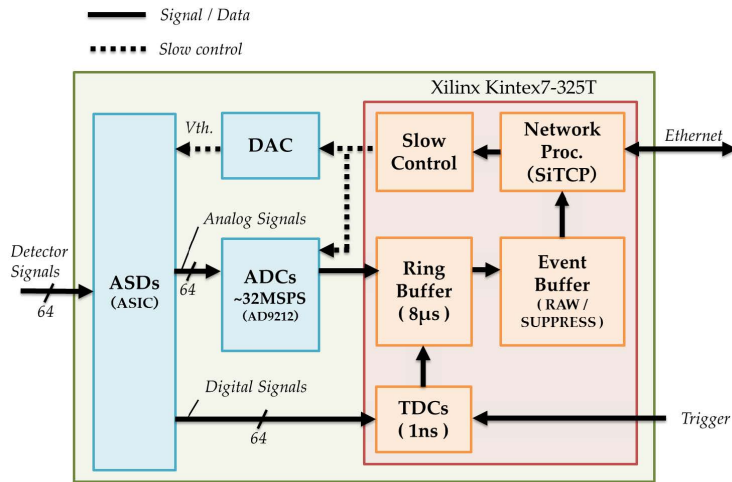 Signal / Data
Slow control
Xilinx Kintex7-325T
Vth.
DAC
Slow
Control
Network
Proc.
(SiTCP)
Ethernet
Detector
Signals
64
ASDs
(ASIC)
Analog Signals
64
ADCs
~32MSPS
(AD9212)
Ring
Buffer
( 8μs )
Event
Buffer
( RAW /
SUPPRESS )
Digital Signals
64
TDCs
( 1ns )
Trigger